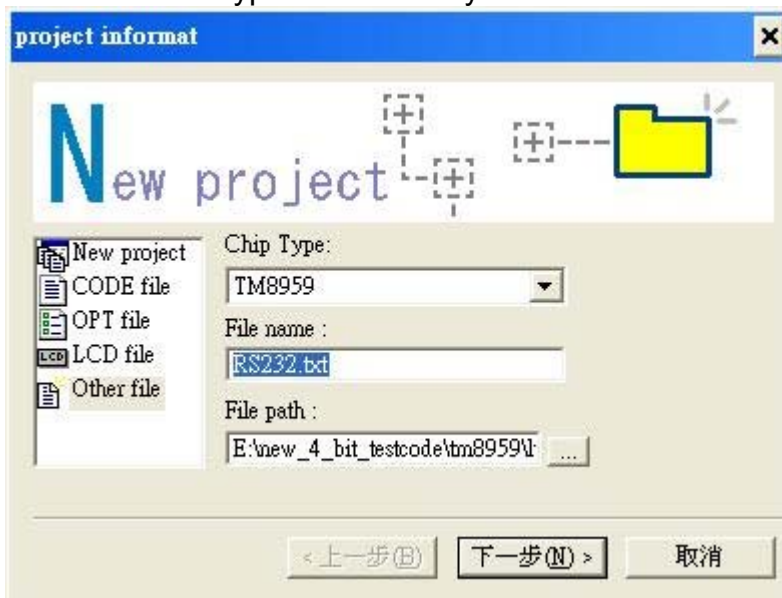 project informat
New project
New project
CODE file
OPT file
LCD LCD file
Other file
Chip Type:
TM8959
File name :
RS232.txt
File path :
E:\new_4_bit_testcode\tm8959\
...
<上一步(B)
下一步(N) >
取消